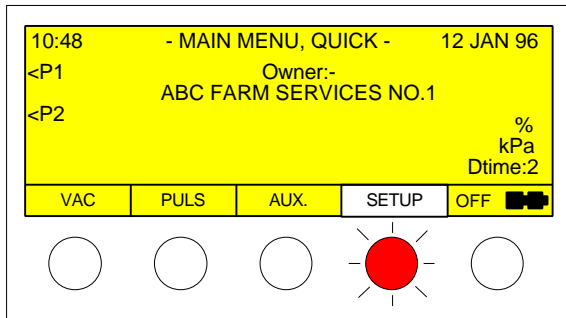 10:48 - MAIN MENU, QUICK - 12 JAN 96
<P1 Owner:-
ABC FARM SERVICES NO.1
<P2
%
kPa
Dtime:2
VAC PULS AUX. SETUP OFF